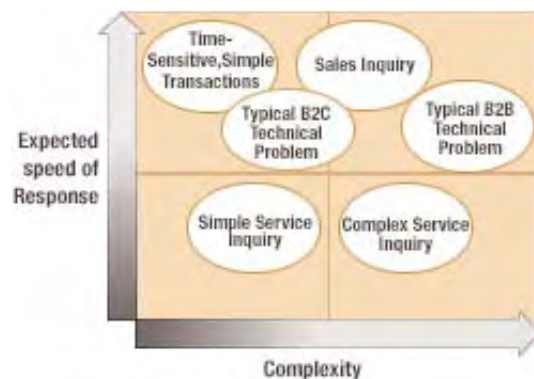 Time-
Sensitive,Simple
Transactions
Sales Inquiry
Typical B2C
Technical
Problem
Typical B2B
Technical
Problem
Expected
speed of
Response
Simple Service
Inquiry
Complex Service
Inquiry
Complexity